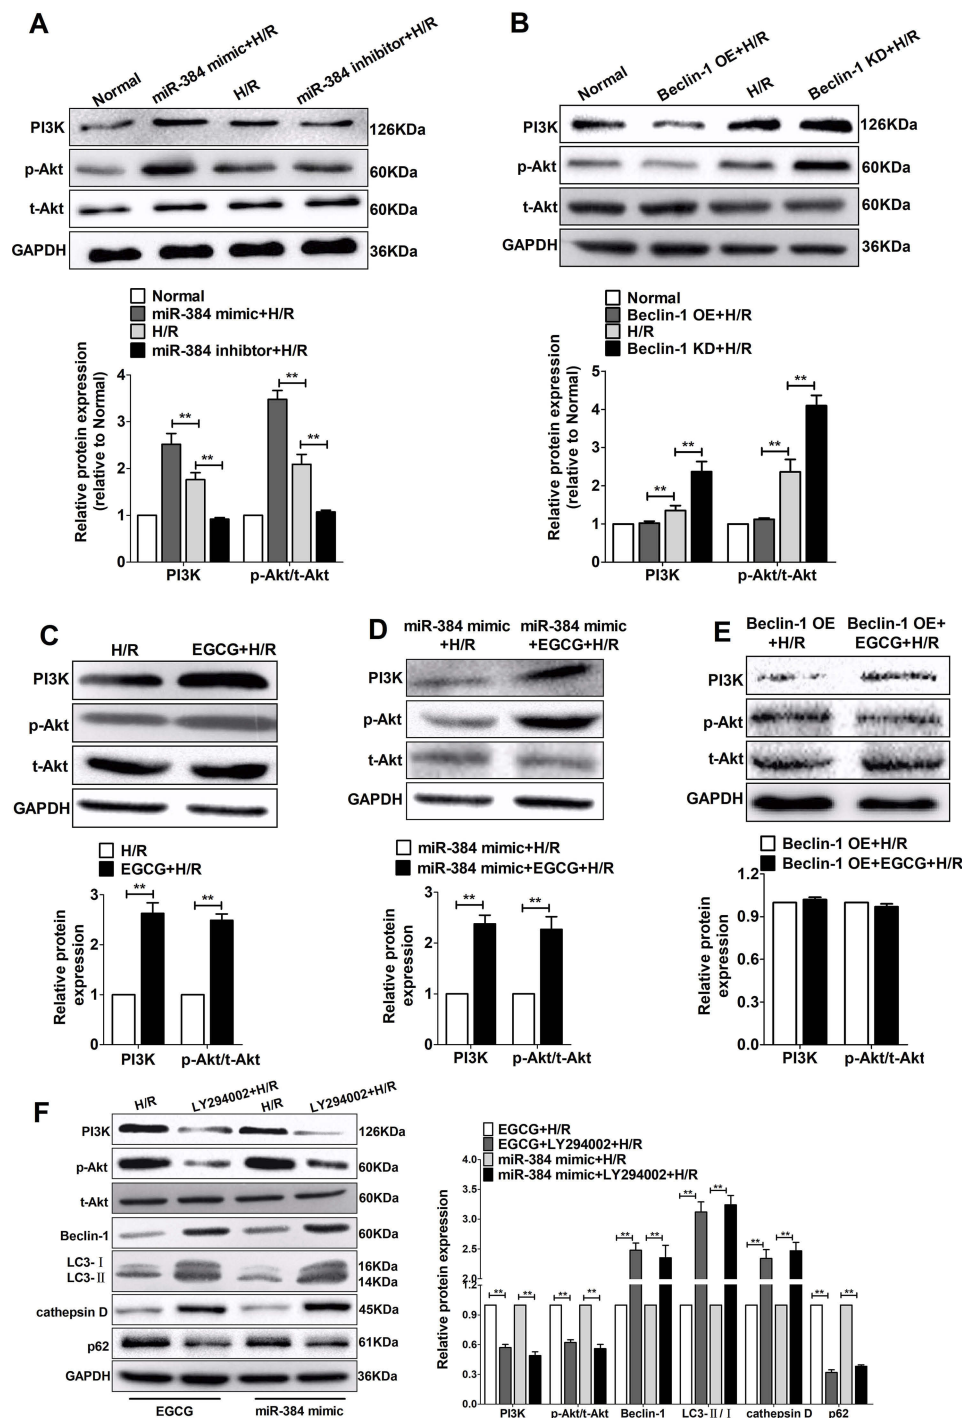 A
Normal
miR-384 mimic+H/R
H/R
miR-384 inhibitor+H/R
PI3K 126KDa
p-Akt 60KDa
t-Akt 60KDa
GAPDH 36KDa
Normal
miR-384 mimic+H/R
H/R
miR-384 inhibtor+H/R
Relative protein expression
(relative to Normal)
4
3
2
1
0
** ** ** **
PI3K p-Akt/t-Akt
B
Normal
Beclin-1 OE+H/R
H/R
Beclin-1 KD+H/R
PI3K 126KDa
p-Akt 60KDa
t-Akt 60KDa
GAPDH 36KDa
Normal
Beclin-1 OE+H/R
H/R
Beclin-1 KD+H/R
Relative protein expression
(relative to Normal)
5
4
3
2
1
0
** ** ** **
PI3K p-Akt/t-Akt
C
H/R EGCG+H/R
PI3K
p-Akt
t-Akt
GAPDH
H/R
EGCG+H/R
Relative protein
expression
3
2
1
0
** **
PI3K p-Akt/t-Akt
D
miR-384 mimic miR-384 mimic
+H/R +EGCG+H/R
PI3K
p-Akt
t-Akt
GAPDH
miR-384 mimic+H/R
miR-384 mimic+EGCG+H/R
Relative protein
expression
3
2
1
0
** **
PI3K p-Akt/t-Akt
E
Beclin-1 OE Beclin-1 OE+
+H/R EGCG+H/R
PI3K
p-Akt
t-Akt
GAPDH
Beclin-1 OE+H/R
Beclin-1 OE+EGCG+H/R
Relative protein
expression
1.2
0.9
0.6
0.3
0.0
PI3K p-Akt/t-Akt
F
H/R
LY294002+H/R
H/R
LY294002+H/R
PI3K 126KDa
p-Akt 60KDa
t-Akt 60KDa
Beclin-1 60KDa
LC3-Ⅰ 16KDa
LC3-Ⅱ 14KDa
cathepsin D 45KDa
p62 61KDa
GAPDH 36KDa
EGCG miR-384 mimic
EGCG+H/R
EGCG+LY294002+H/R
miR-384 mimic+H/R
miR-384 mimic+LY294002+H/R
Relative protein expression
4.0
3.5
3.0
2.5
2.0
1.2
0.9
0.6
0.3
0.0
** ** ** ** ** ** ** ** ** ** ** **
PI3K p-Akt/t-Akt Beclin-1 LC3-Ⅱ/Ⅰ cathepsin D p62